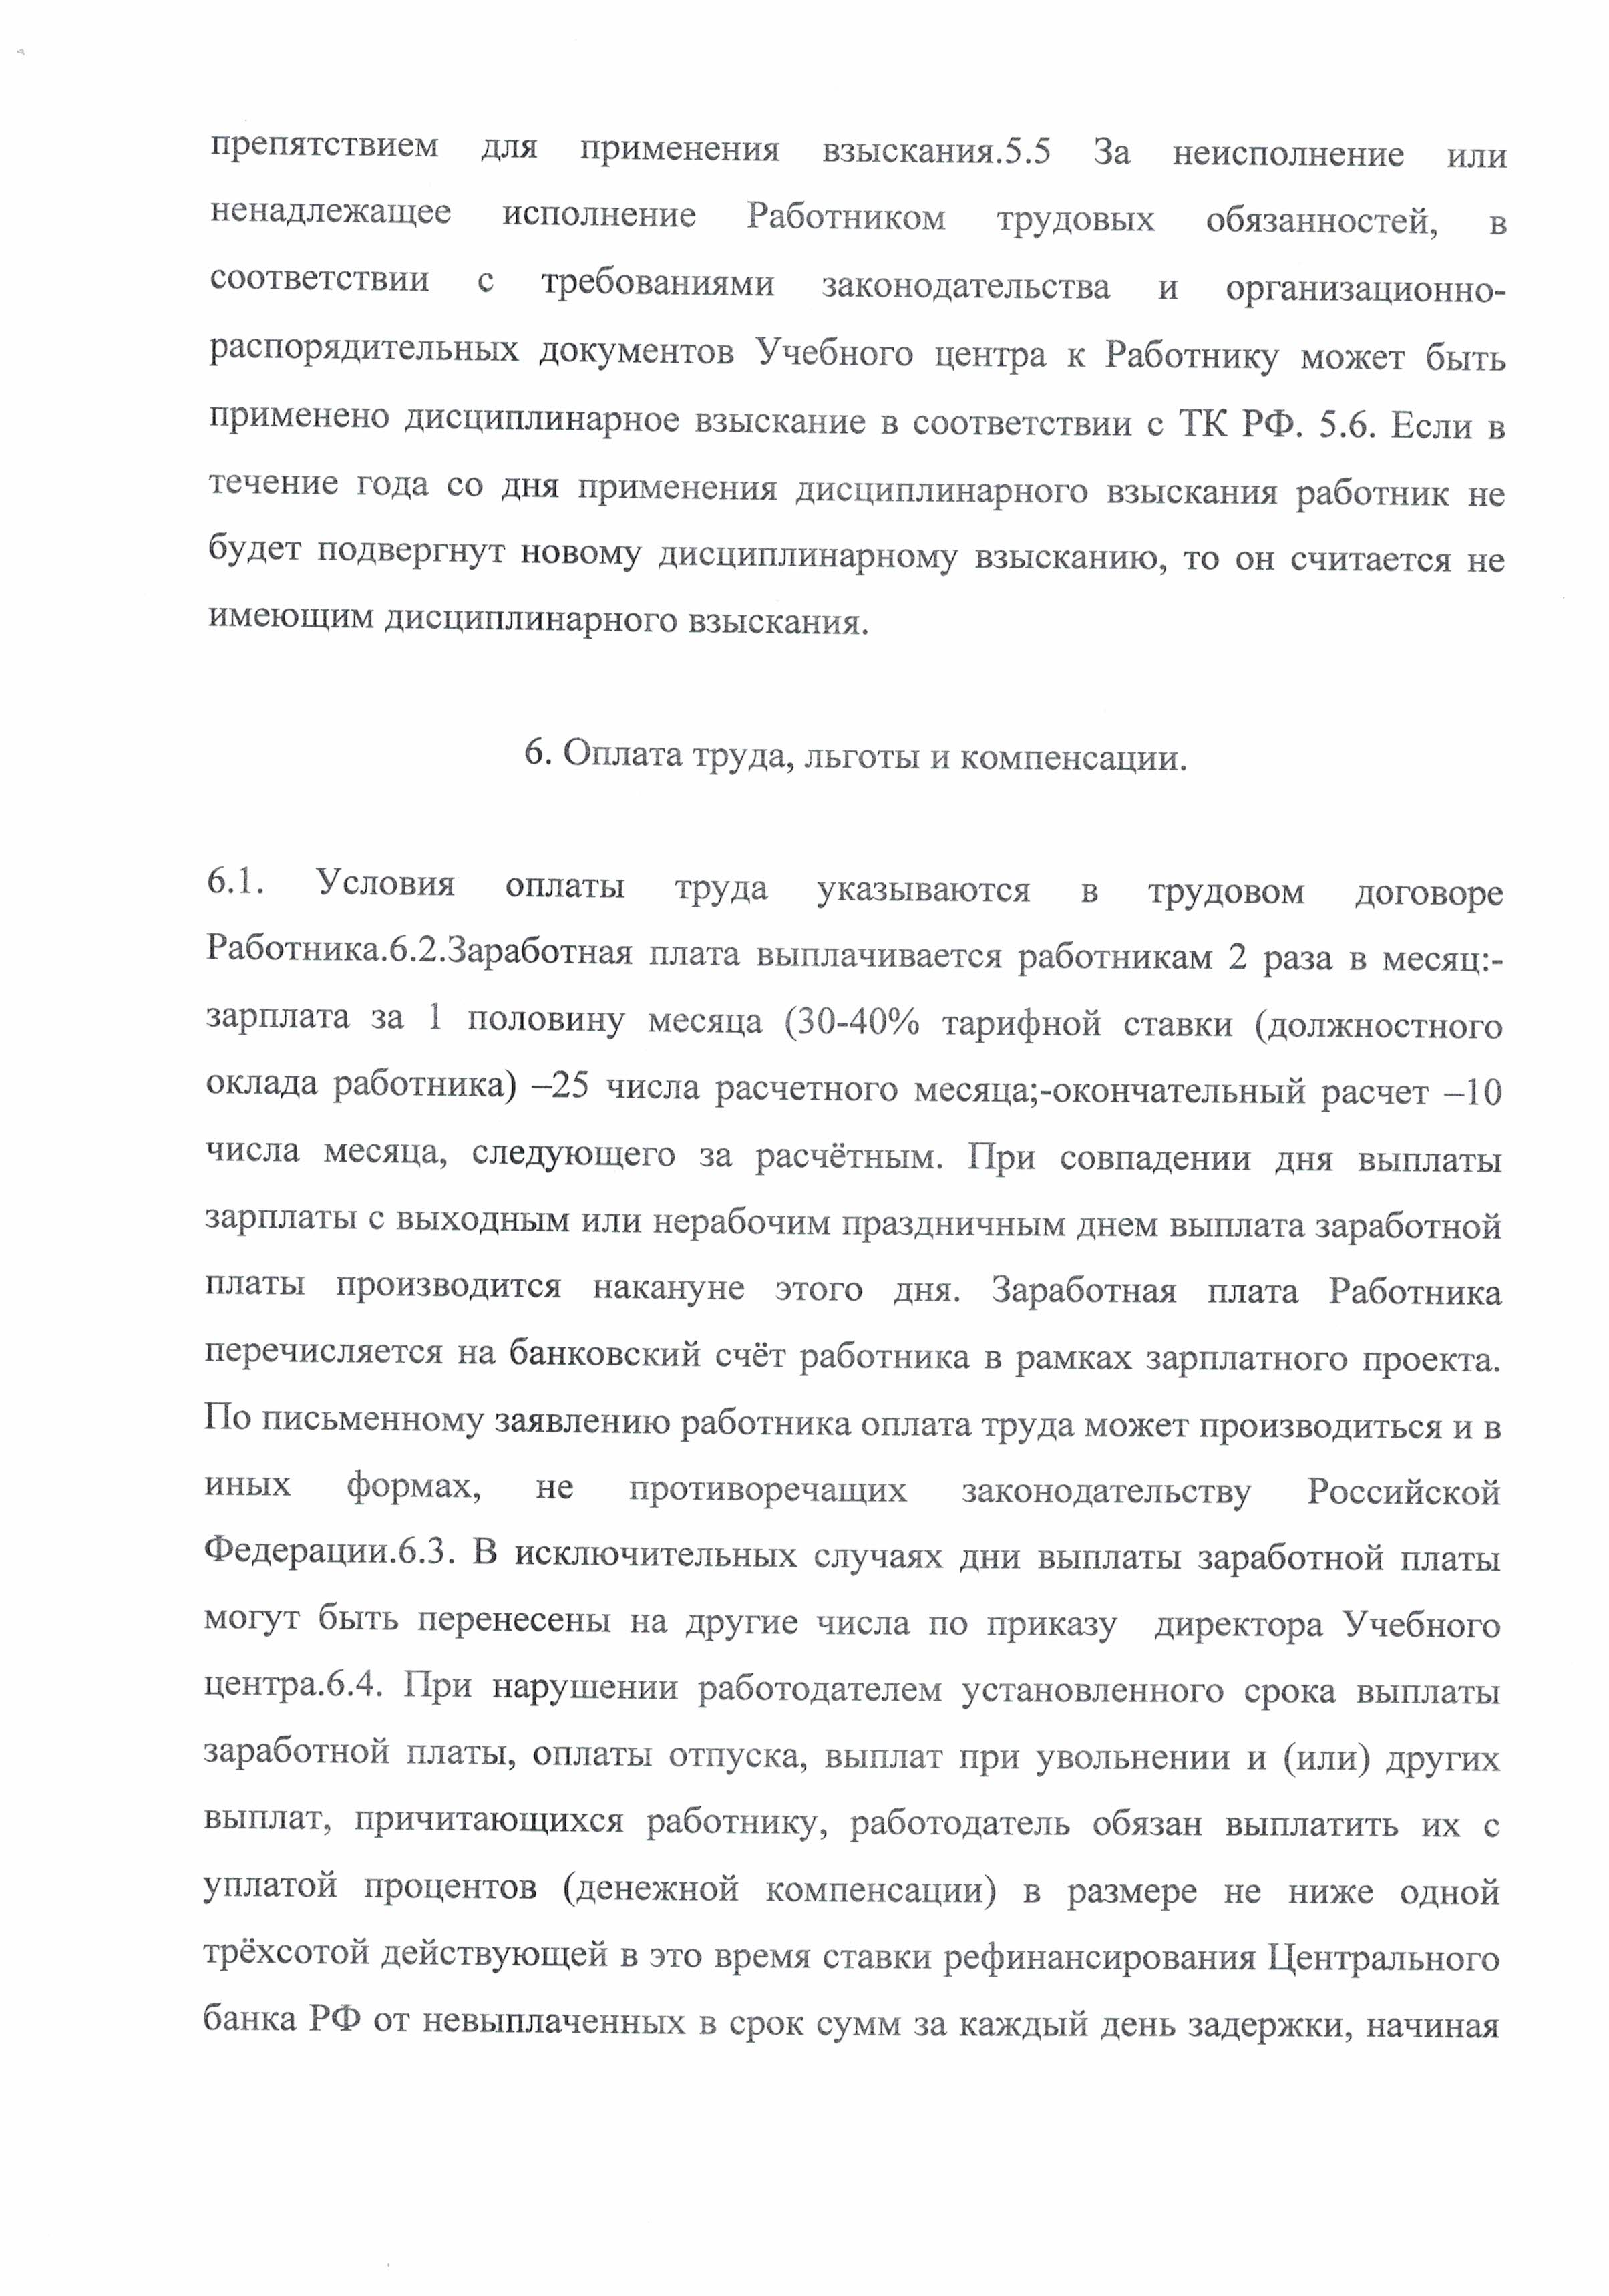 препятствием для применения взыскания.5.5 За неисполнение или
ненадлежащее исполнение Работником трудовых обязанностей, в
соответствии с требованиями законодательства и организационно-
распорядительных документов Учебного центра к Работнику может быть
применено дисциплинарное взыскание в соответствии с ТК РФ. 5.6. Если в
течение года со дня применения дисциплинарного взыскания работник не
будет подвергнут новому дисциплинарному взысканию, то он считается не
имеющим дисциплинарного взыскания.
6. Оплата труда, льготы и компенсации.
6.1. Условия оплаты труда указываются в трудовом договоре
Работника.6.2.Заработная плата выплачивается работникам 2 раза в месяц:-
зарплата за 1 половину месяца (30-40% тарифной ставки (должностного
оклада работника) –25 числа расчетного месяца;-окончательный расчет –10
числа месяца, следующего за расчётным. При совпадении дня выплаты
зарплаты с выходным или нерабочим праздничным днем выплата заработной
платы производится накануне этого дня. Заработная плата Работника
перечисляется на банковский счёт работника в рамках зарплатного проекта.
По письменному заявлению работника оплата труда может производиться и в
иных формах, не противоречащих законодательству Российской
Федерации.6.3. В исключительных случаях дни выплаты заработной платы
могут быть перенесены на другие числа по приказу директора Учебного
центра.6.4. При нарушении работодателем установленного срока выплаты
заработной платы, оплаты отпуска, выплат при увольнении и (или) других
выплат, причитающихся работнику, работодатель обязан выплатить их с
уплатой процентов (денежной компенсации) в размере не ниже одной
трёхсотой действующей в это время ставки рефинансирования Центрального
банка РФ от невыплаченных в срок сумм за каждый день задержки, начиная